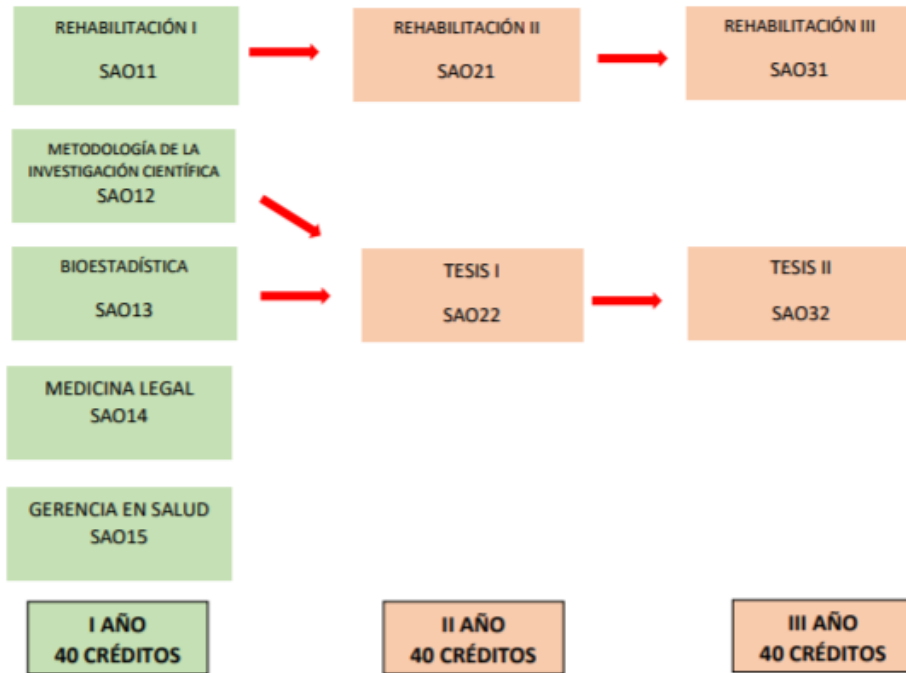 REHABILITACIÓN I
SAO11
REHABILITACIÓN II
SAO21
REHABILITACIÓN III
SAO31
METODOLOGÍA DE LA
INVESTIGACIÓN CIENTÍFICA
SAO12
BIOESTADÍSTICA
SAO13
TESIS I
SAO22
TESIS II
SAO32
MEDICINA LEGAL
SAO14
GERENCIA EN SALUD
SAO15
I AÑO
40 CRÉDITOS
II AÑO
40 CRÉDITOS
III AÑO
40 CRÉDITOS